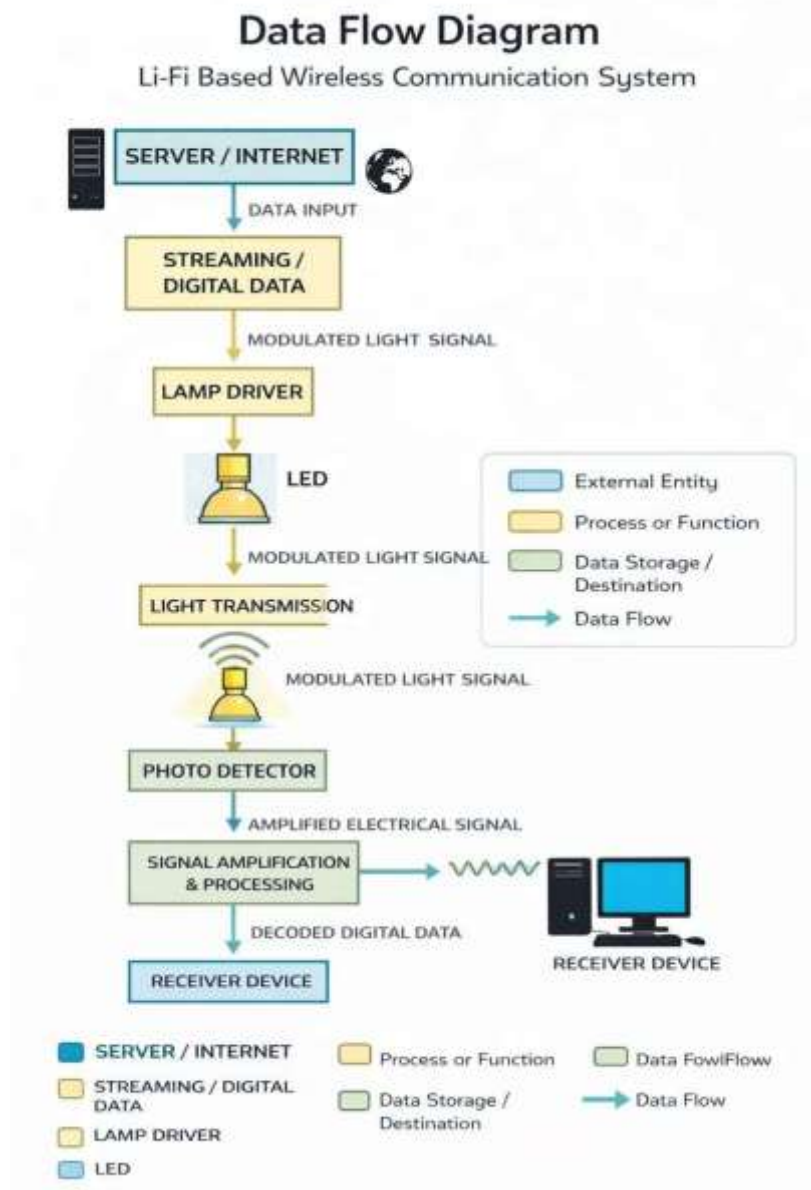 Data Flow Diagram
Li-Fi Based Wireless Communication System
SERVER / INTERNET
DATA INPUT
STREAMING /
DIGITAL DATA
MODULATED LIGHT SIGNAL
LAMP DRIVER
LED
MODULATED LIGHT SIGNAL
LIGHT TRANSMISSION
MODULATED LIGHT SIGNAL
External Entity
Process or Function
Data Storage /
Destination
Data Flow
PHOTO DETECTOR
AMPLIFIED ELECTRICAL SIGNAL
SIGNAL AMPLIFICATION
& PROCESSING
DECODED DIGITAL DATA
RECEIVER DEVICE
RECEIVER DEVICE
SERVER / INTERNET
STREAMING / DIGITAL
DATA
LAMP DRIVER
LED
Process or Function
Data Storage /
Destination
Data FowlFloww
Data Flow